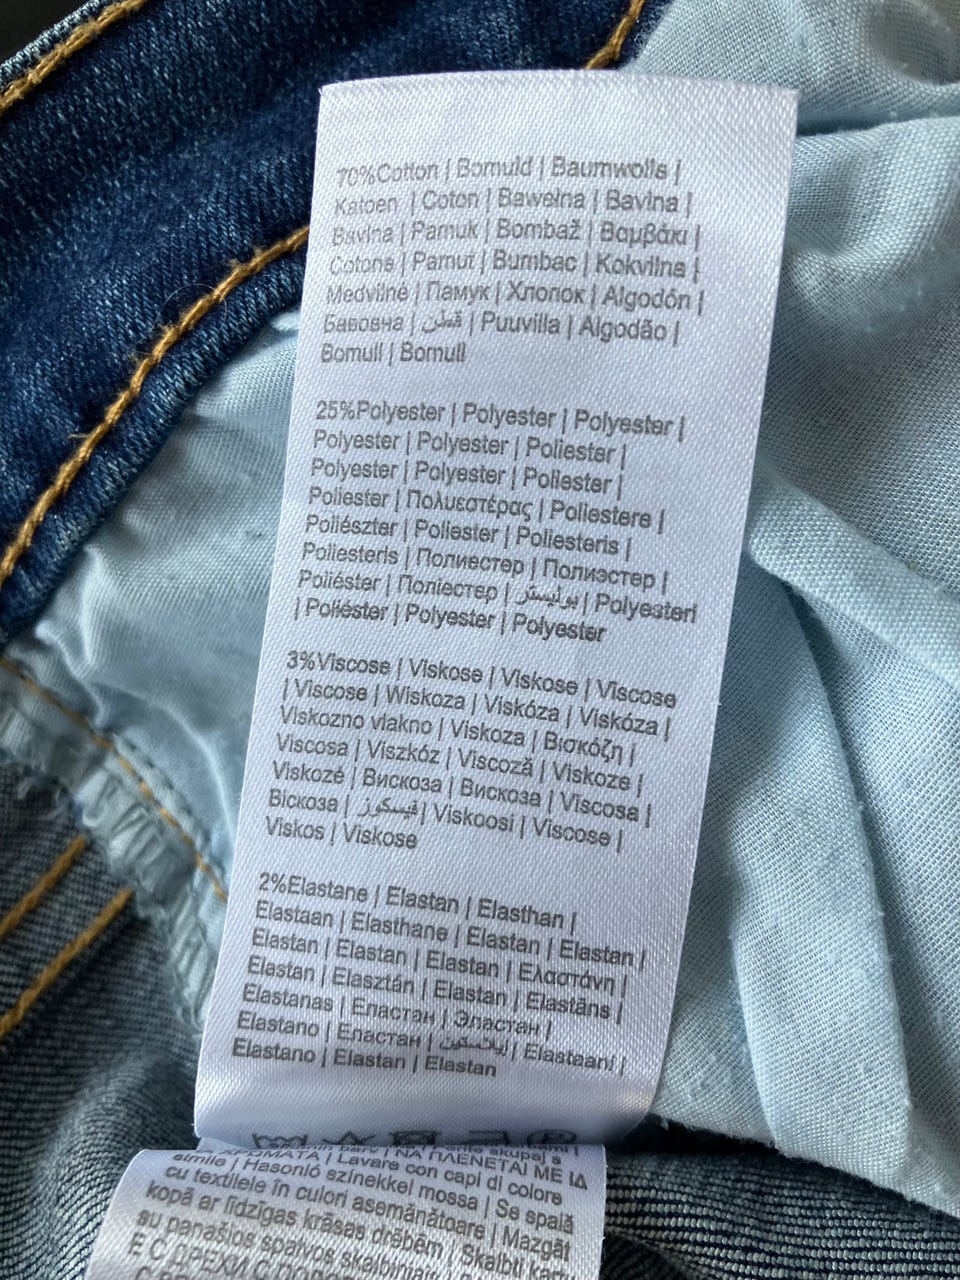 70%Cotton | Bomuld | Baumwolle |
Katoen | Coton | Bawełna | Bavlna |
Bavlna | Pamuk | Bombaž | Βαμβάκι |
Cotone | Pamut | Bumbac | Kokvilna |
Medvilnė | Памук | Хлопок | Algodón |
Бавовна | قطن | Puuvilla | Algodão |
Bomull | Bomull
25%Polyester | Polyester | Polyester |
Polyester | Polyester | Poliester |
Polyester | Polyester | Poliester |
Poliester | Πολυεστέρας | Poliestere |
Poliészter | Poliester | Poliesteris |
Poliesteris | Полиестер | Полиэстер |
Poliéster | Поліестер | بوليستر | Polyesteri
| Poliéster | Polyester | Polyester
3%Viscose | Viskose | Viskose | Viscose
| Viscose | Wiskoza | Viskóza | Viskóza |
Viskozno vlakno | Viskoza | Βισκόζη |
Viscosa | Viszkóz | Viscoză | Viskoze |
Viskozė | Вискоза | Вискоза | Viscosa |
Віскоза | فيسكوز | Viskoosi | Viscose |
Viskos | Viskose
2%Elastane | Elastan | Elasthan |
Elastaan | Elasthane | Elastan | Elastan |
Elastan | Elastan | Elastan | Ελαστάνη |
Elastan | Elasztán | Elastan | Elastāns |
Elastanas | Еластан | Эластан |
Elastano | Еластан | | Elastaani |
Elastano | Elastan | Elastan
skupaj s
ΧΡΩΜΑΤΑ | Lavare con capi di colore
simile | Hasonló színekkel mossa | Se spală
cu textilele în culori asemănătoare | Mazgāt
kopā ar līdzīgas krāsas drēbēm | Skalbti kartu
su panašios spalvos skalbiniais